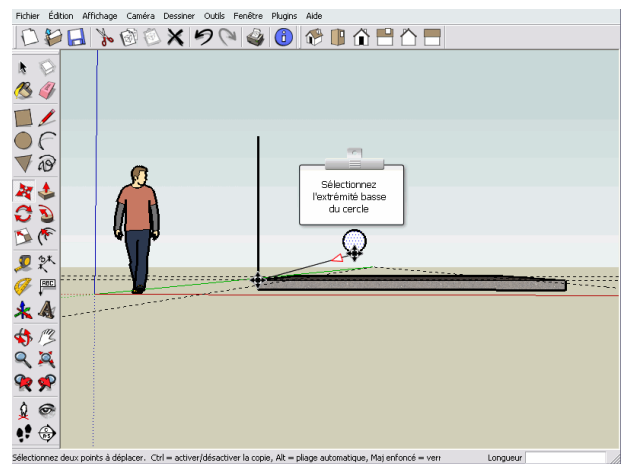 Fichier Édition Affichage Caméra Dessiner Outils Fenêtre Plugins Aide
Sélectionnez
l'extrémité basse
du cercle
ABC
A
Sélectionnez deux points à déplacer. Ctrl = activer/désactiver la copie, Alt = pliage automatique, Maj enfoncé = verr
Longueur